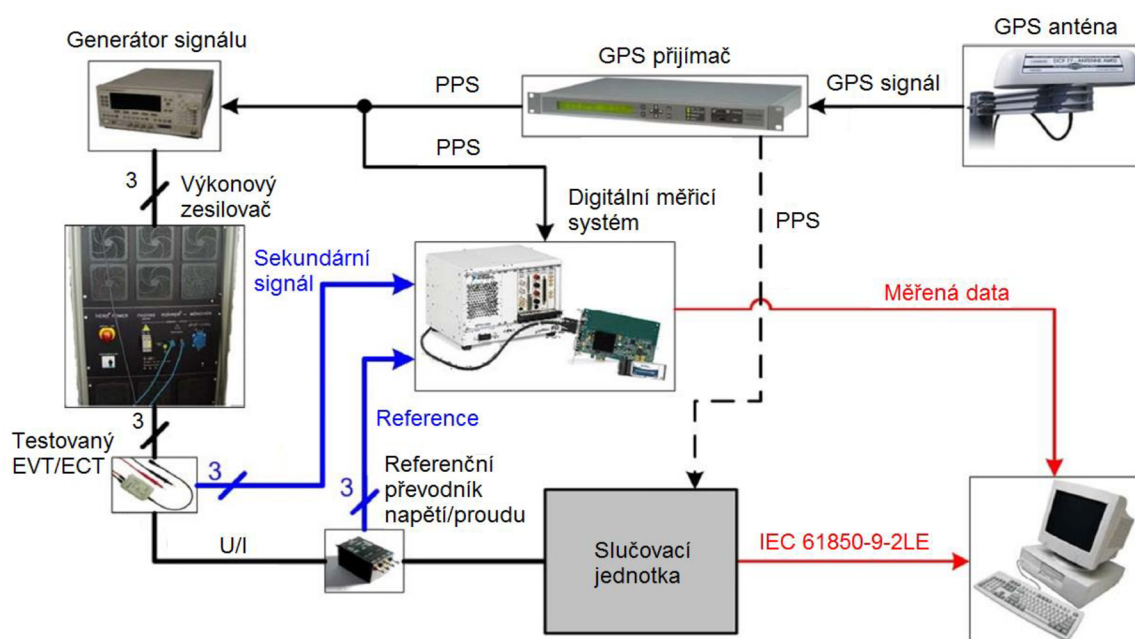 Generátor signálu
GPS přijímač
GPS anténa
PPS
GPS signál
PPS
3
Výkonový
zesilovač
Digitální měřicí
systém
PPS
Sekundární
signál
Měřená data
3
Reference
Testovaný
EVT/ECT
3
Referenční
převodník
napětí/proudu
3
U/I
Slučovací
jednotka
IEC 61850-9-2LE